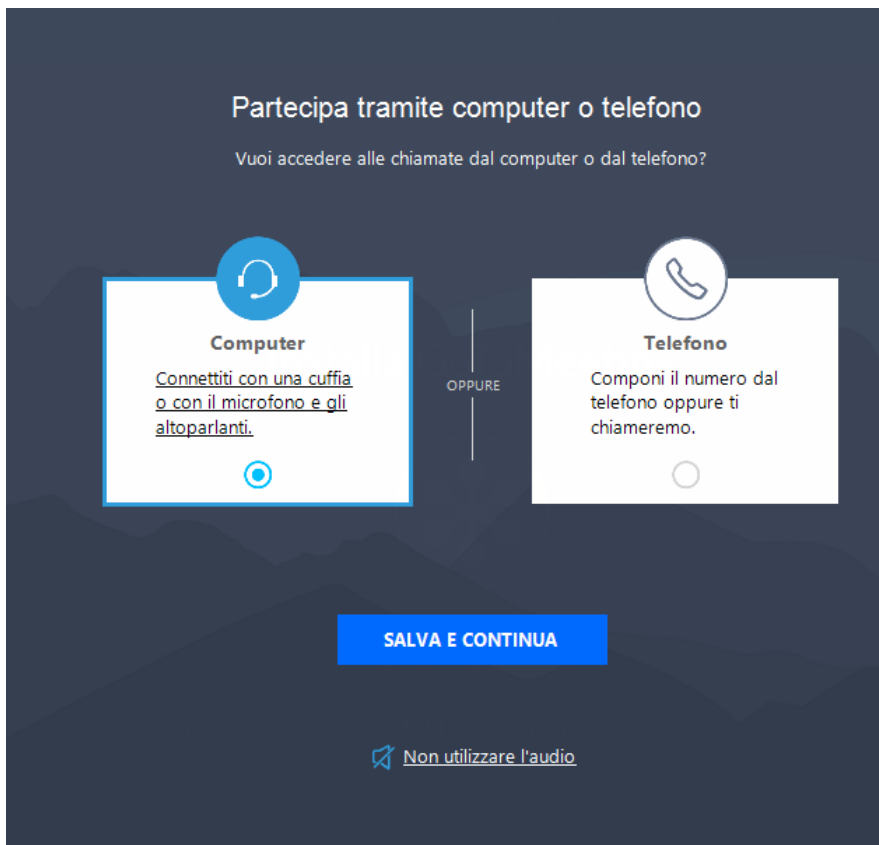 Partecipa tramite computer o telefono
Vuoi accedere alle chiamate dal computer o dal telefono?
Computer
Connettiti con una cuffia
o con il microfono e gli
altoparlanti.
OPPURE
Telefono
Componi il numero dal
telefono oppure ti
chiameremo.
SALVA E CONTINUA
Non utilizzare l'audio